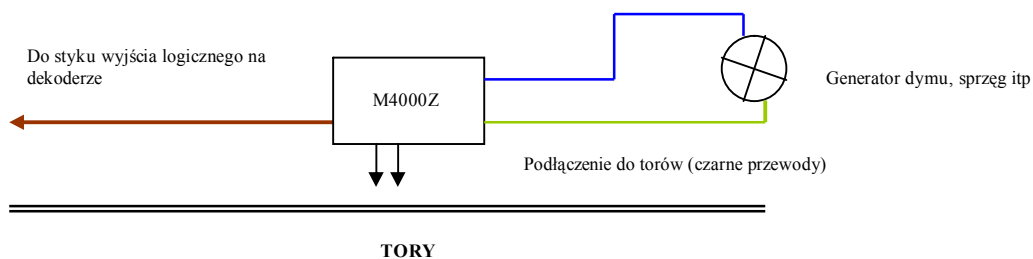 Do styku wyjścia logicznego na
dekoderze
M4000Z
Generator dymu, sprzęg itp
Podłączenie do torów (czarne przewody)
TORY